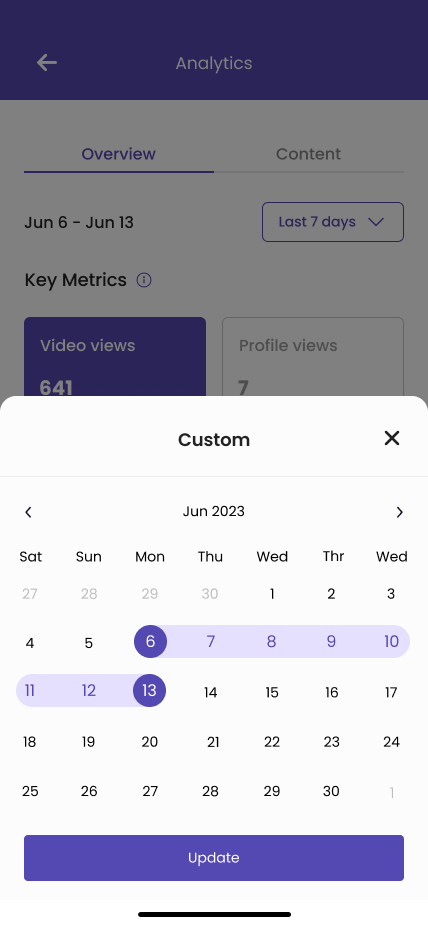 Analytics
Overview Content
Jun 6 - Jun 13 Last 7 days
Key Metrics
Video views Profile views
641 7
Custom
Jun 2023
Sat Sun Mon Thu Wed Thr Wed
27 28 29 30 1 2 3
4 5 6 7 8 9 10
11 12 13 14 15 16 17
18 19 20 21 22 23 24
25 26 27 28 29 30 1
Update